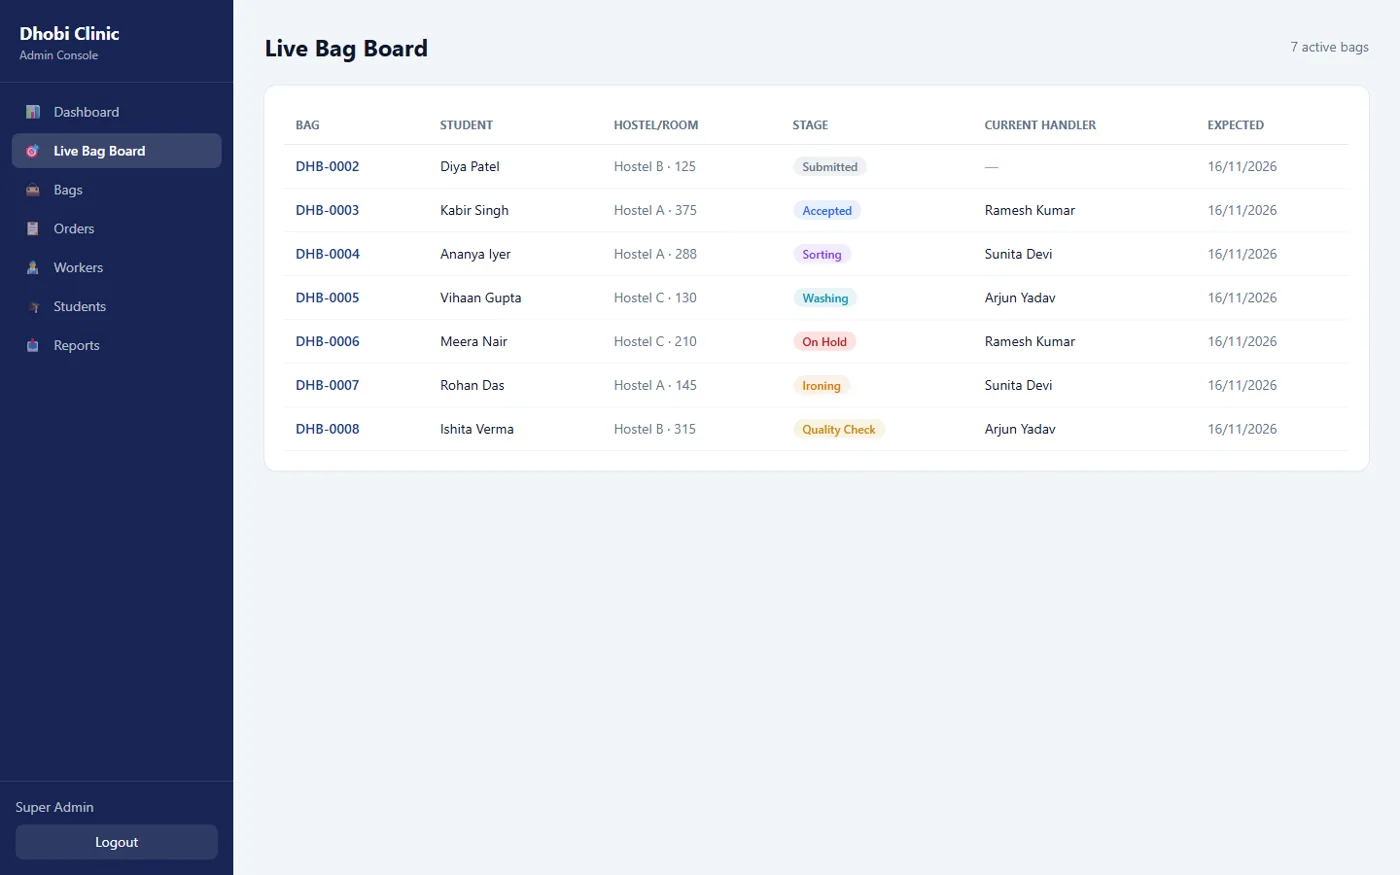 Dhobi Clinic
Admin Console
Dashboard
Live Bag Board
Bags
Orders
Workers
Students
Reports
Super Admin
Logout
Live Bag Board
7 active bags
BAG STUDENT HOSTEL/ROOM STAGE CURRENT HANDLER EXPECTED
DHB-0002 Diya Patel Hostel B · 125 Submitted — 16/11/2026
DHB-0003 Kabir Singh Hostel A · 375 Accepted Ramesh Kumar 16/11/2026
DHB-0004 Ananya Iyer Hostel A · 288 Sorting Sunita Devi 16/11/2026
DHB-0005 Vihaan Gupta Hostel C · 130 Washing Arjun Yadav 16/11/2026
DHB-0006 Meera Nair Hostel C · 210 On Hold Ramesh Kumar 16/11/2026
DHB-0007 Rohan Das Hostel A · 145 Ironing Sunita Devi 16/11/2026
DHB-0008 Ishita Verma Hostel B · 315 Quality Check Arjun Yadav 16/11/2026